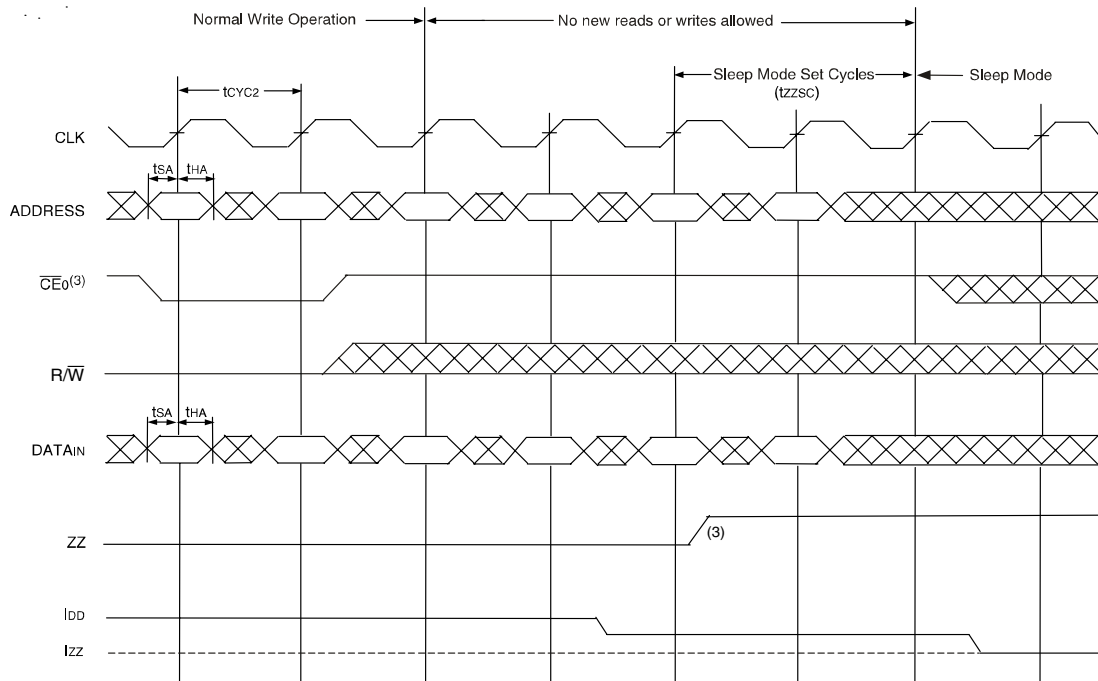 Normal Write Operation
No new reads or writes allowed
Sleep Mode Set Cycles
(tZZSC)
Sleep Mode
tCYC2
CLK
tSA
tHA
ADDRESS
CE0(3)
R/W
tSA
tHA
DATAIN
ZZ
(3)
IDD
IZZ